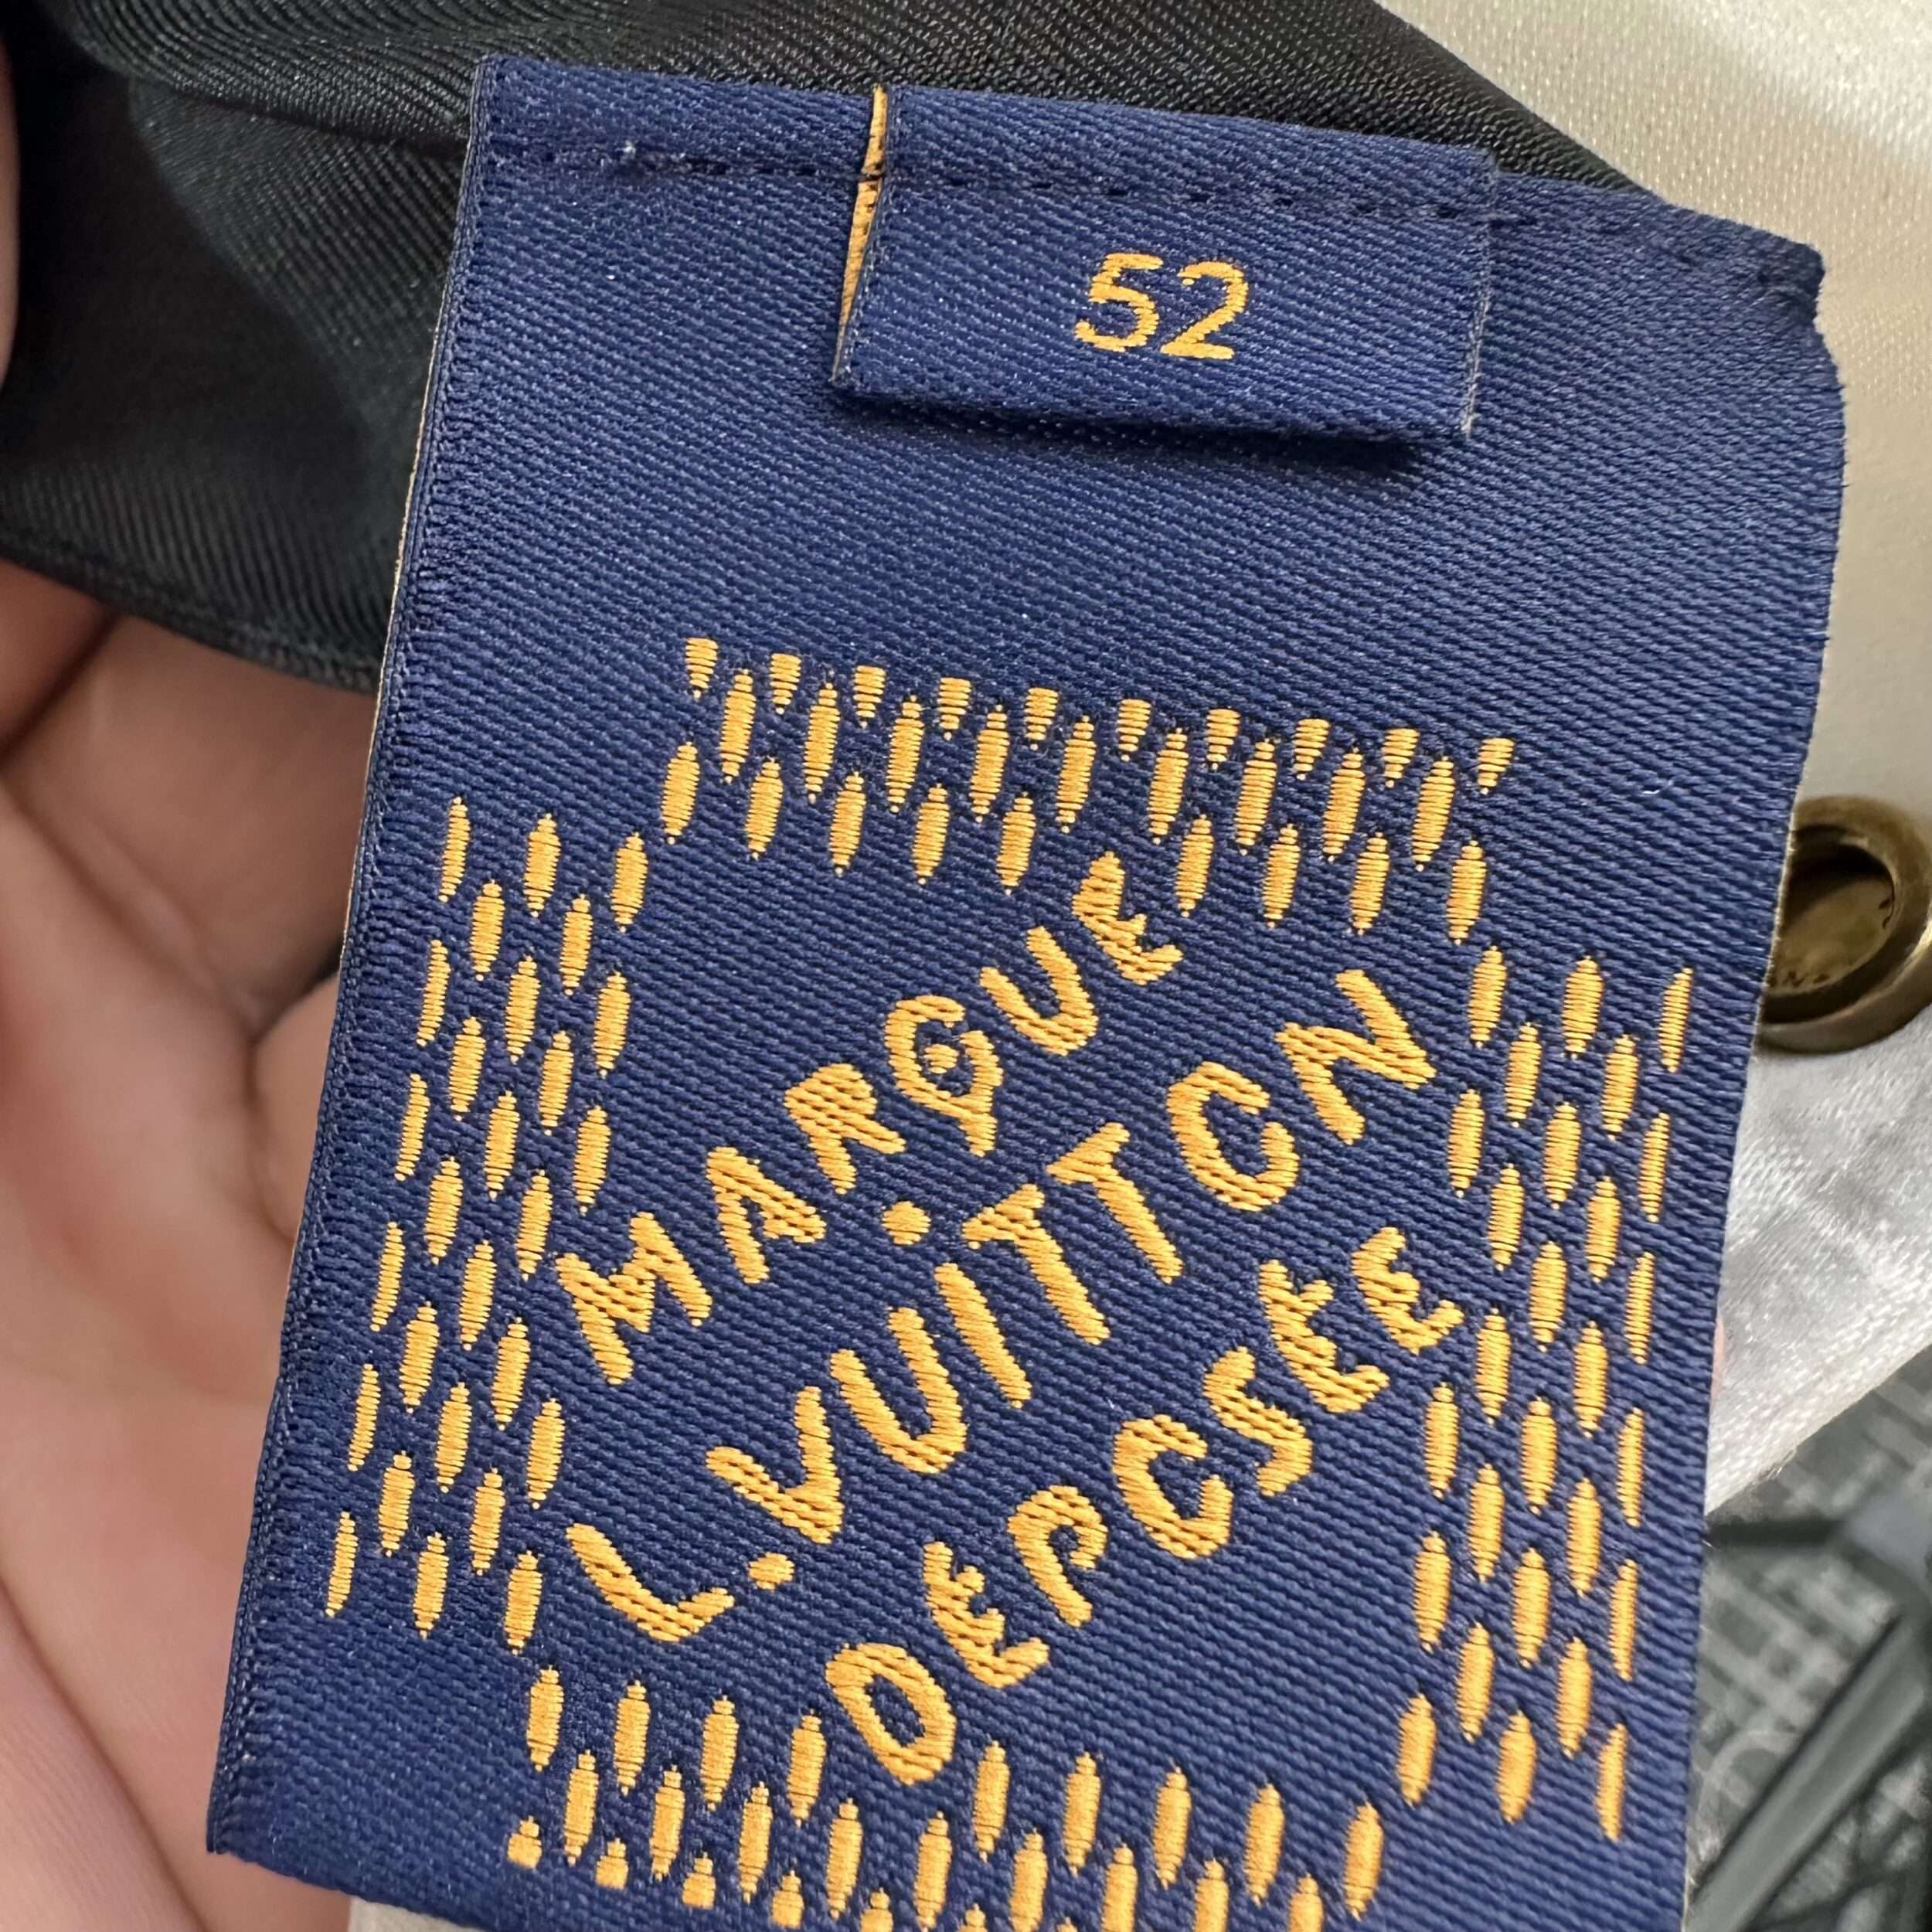 52
MARQUE
L.VUITTON
DEPOSEE